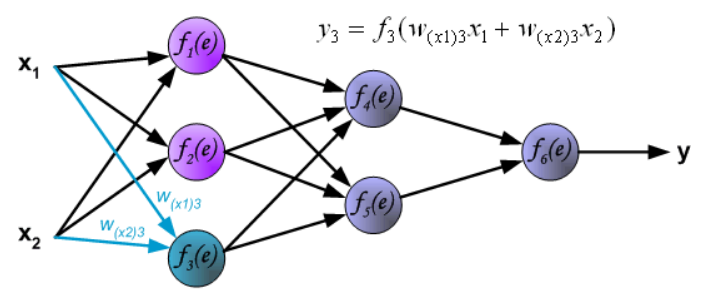 y₃ = f₃(w₍ₓ₁₎₃x₁ + w₍ₓ₂₎₃x₂)
f₁(e)
x₁
f₄(e)
f₂(e)
f₆(e)
y
w₍ₓ₁₎₃
f₅(e)
x₂
w₍ₓ₂₎₃
f₃(e)